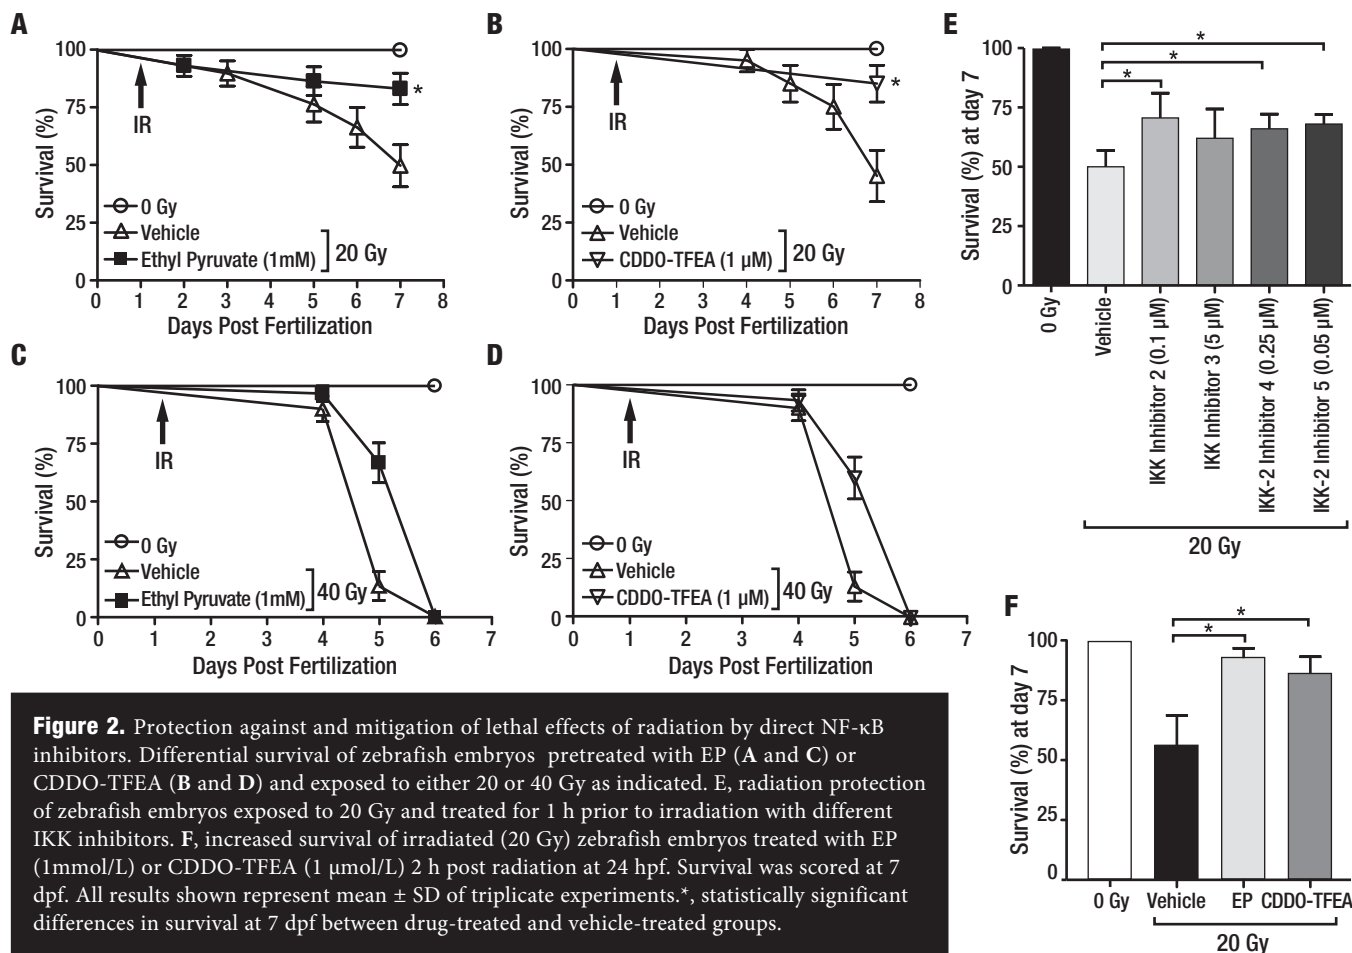 A
Survival (%)
100
75
50
25
0
IR
0 Gy
Vehicle
Ethyl Pyruvate (1mM)
20 Gy
*
0 1 2 3 4 5 6 7 8
Days Post Fertilization
B
Survival (%)
100
75
50
25
0
IR
0 Gy
Vehicle
CDDO-TFEA (1 µM)
20 Gy
*
0 1 2 3 4 5 6 7 8
Days Post Fertilization
C
Survival (%)
100
75
50
25
0
IR
0 Gy
Vehicle
Ethyl Pyruvate (1mM)
40 Gy
0 1 2 3 4 5 6 7
Days Post Fertilization
D
Survival (%)
100
75
50
25
0
IR
0 Gy
Vehicle
CDDO-TFEA (1 µM)
40 Gy
0 1 2 3 4 5 6 7
Days Post Fertilization
E
Survival (%) at day 7
100
75
50
25
0
*
*
*
0 Gy
Vehicle
IKK Inhibitor 2 (0.1 µM)
IKK Inhibitor 3 (5 µM)
IKK-2 Inhibitor 4 (0.25 µM)
IKK-2 Inhibitor 5 (0.05 µM)
20 Gy
F
Survival (%) at day 7
100
75
50
25
0
*
*
0 Gy
Vehicle
EP
CDDO-TFEA
20 Gy
Figure 2. Protection against and mitigation of lethal effects of radiation by direct NF-κB
inhibitors. Differential survival of zebrafish embryos pretreated with EP (A and C) or
CDDO-TFEA (B and D) and exposed to either 20 or 40 Gy as indicated. E, radiation protection
of zebrafish embryos exposed to 20 Gy and treated for 1 h prior to irradiation with different
IKK inhibitors. F, increased survival of irradiated (20 Gy) zebrafish embryos treated with EP
(1mmol/L) or CDDO-TFEA (1 µmol/L) 2 h post radiation at 24 hpf. Survival was scored at 7
dpf. All results shown represent mean ± SD of triplicate experiments.*, statistically significant
differences in survival at 7 dpf between drug-treated and vehicle-treated groups.